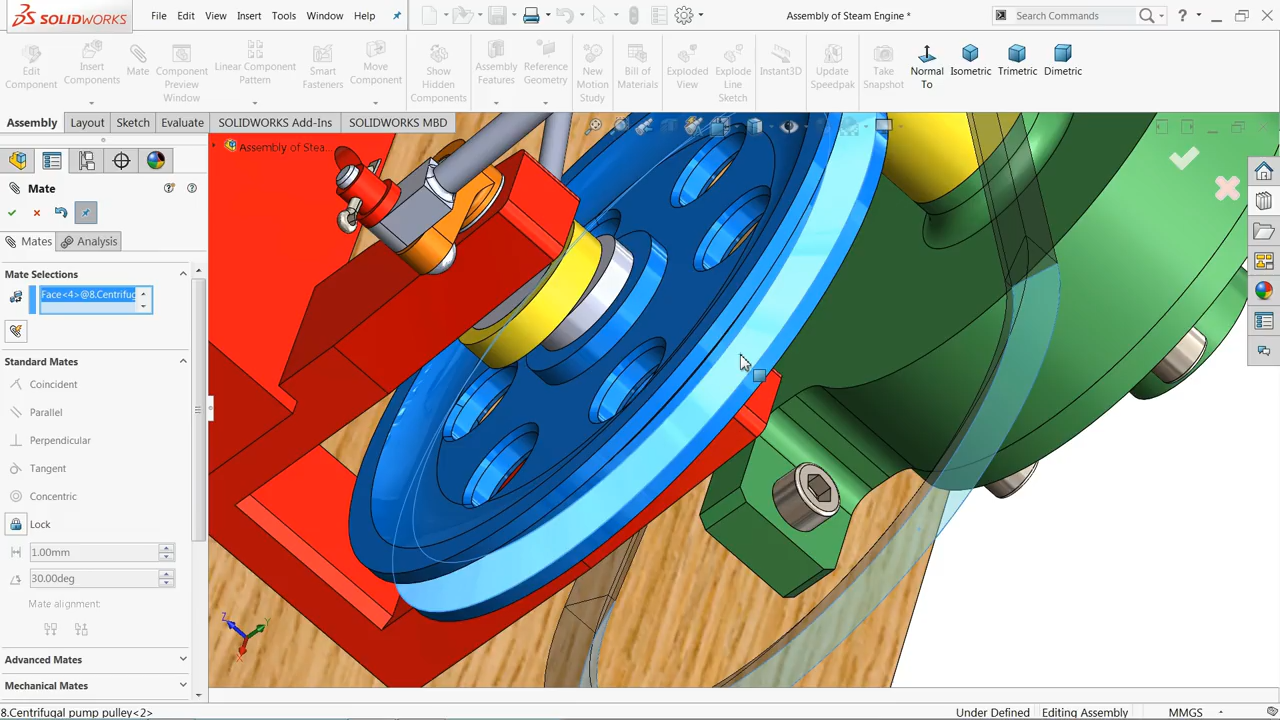 SOLIDWORKS
File Edit View Insert Tools Window Help
Assembly of Steam Engine *
Search Commands
?
Edit Component
Insert Components
Mate
Component Preview Window
Linear Component Pattern
Smart Fasteners
Move Component
Show Hidden Components
Assembly Features
Reference Geometry
New Motion Study
Bill of Materials
Exploded View
Explode Line Sketch
Instant3D
Update Speedpak
Take Snapshot
Normal To
Isometric
Trimetric
Dimetric
Assembly Layout Sketch Evaluate SOLIDWORKS Add-Ins SOLIDWORKS MBD
Assembly of Stea...
Mate
Mates Analysis
Mate Selections
Face<4>@8.Centrifug
Standard Mates
Coincident
Parallel
Perpendicular
Tangent
Concentric
Lock
1.00mm
30.00deg
Mate alignment:
Advanced Mates
Mechanical Mates
Z Y X
8.Centrifugal pump pulley<2>
Under Defined Editing Assembly MMGS